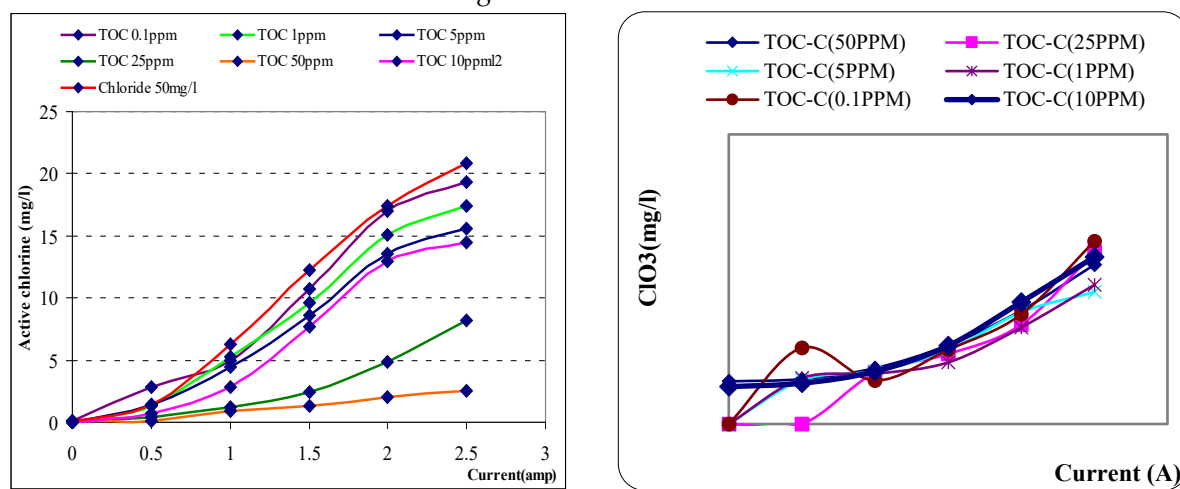 TOC 0.1ppm TOC 1ppm TOC 5ppm
TOC 25ppm TOC 50ppm TOC 10ppml2
Chloride 50mg/l
Active chlorine (mg/l)
25
20
15
10
5
0
0 0.5 1 1.5 2 2.5 3
Current(amp)
TOC-C(50PPM) TOC-C(25PPM)
TOC-C(5PPM) TOC-C(1PPM)
TOC-C(0.1PPM) TOC-C(10PPM)
ClO3(mg/l)
Current (A)